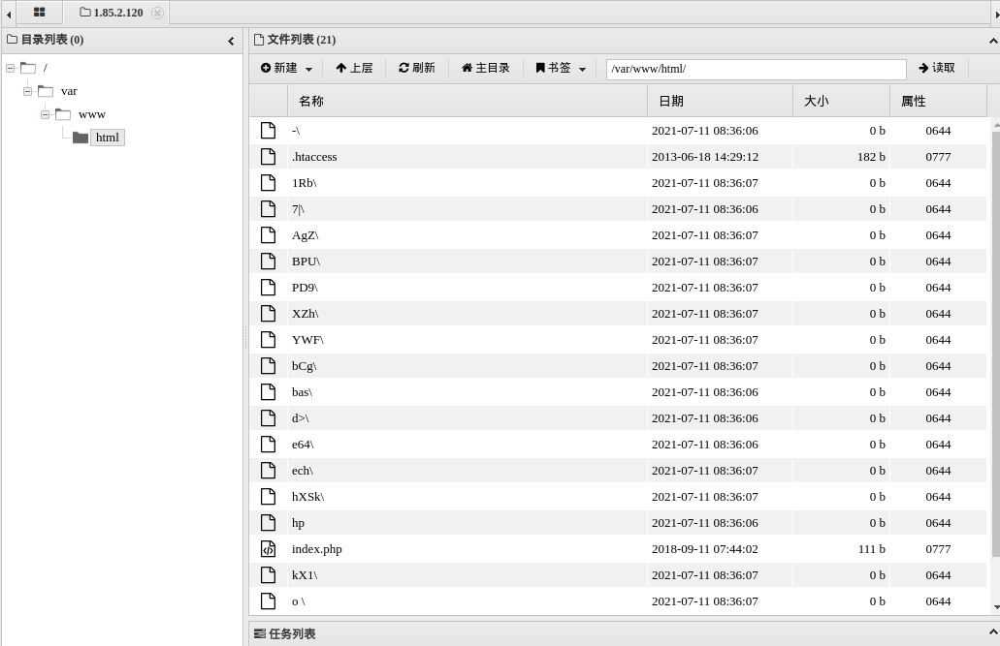 1.85.2.120
目录列表 (0)
/
var
www
html
文件列表 (21)
新建 上层 刷新 主目录 书签 /var/www/html/ 读取
名称 日期 大小 属性
-\ 2021-07-11 08:36:06 0 b 0644
.htaccess 2013-06-18 14:29:12 182 b 0777
1Rb\ 2021-07-11 08:36:07 0 b 0644
7|\ 2021-07-11 08:36:06 0 b 0644
AgZ\ 2021-07-11 08:36:07 0 b 0644
BPU\ 2021-07-11 08:36:07 0 b 0644
PD9\ 2021-07-11 08:36:07 0 b 0644
XZh\ 2021-07-11 08:36:07 0 b 0644
YWF\ 2021-07-11 08:36:07 0 b 0644
bCg\ 2021-07-11 08:36:07 0 b 0644
bas\ 2021-07-11 08:36:06 0 b 0644
d>\ 2021-07-11 08:36:06 0 b 0644
e64\ 2021-07-11 08:36:06 0 b 0644
ech\ 2021-07-11 08:36:07 0 b 0644
hXSk\ 2021-07-11 08:36:07 0 b 0644
hp 2021-07-11 08:36:06 0 b 0644
index.php 2018-09-11 07:44:02 111 b 0777
kX1\ 2021-07-11 08:36:07 0 b 0644
o \ 2021-07-11 08:36:07 0 b 0644
任务列表